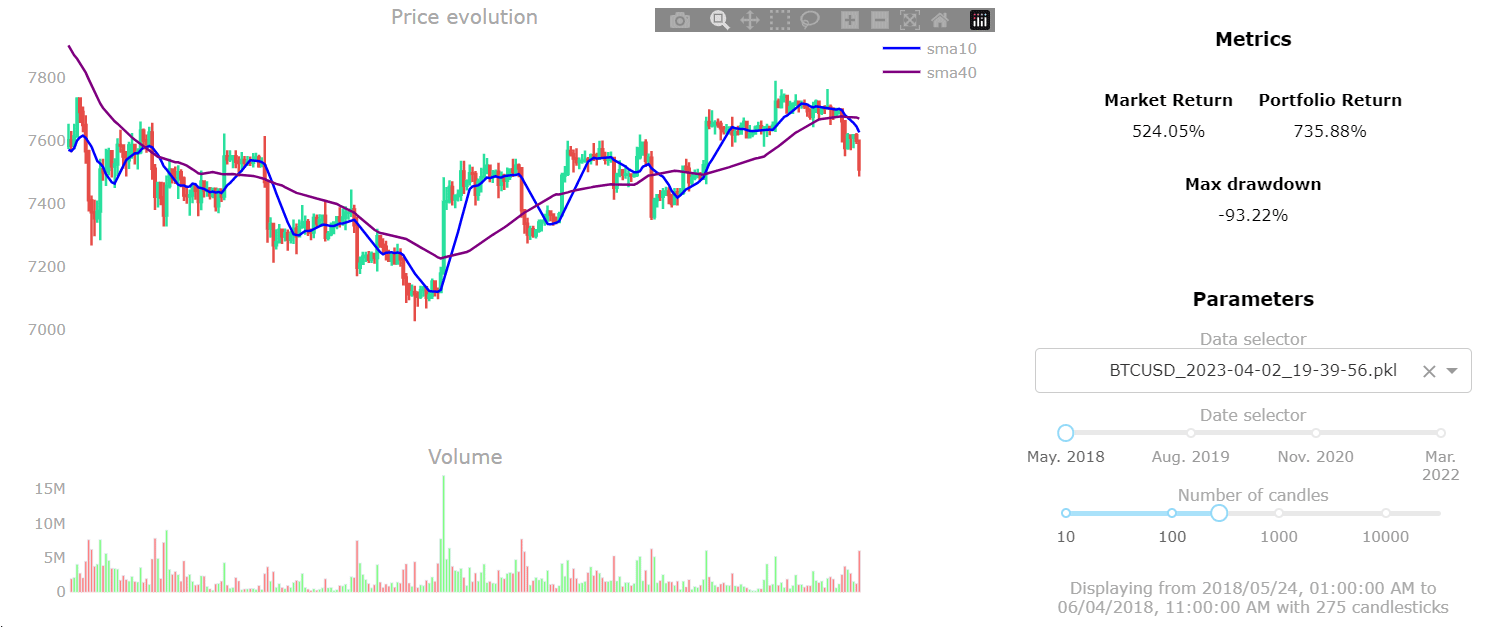 Price evolution
sma10
sma40
7800
7600
7400
7200
7000
Volume
15M
10M
5M
0
Metrics
Market Return Portfolio Return
524.05% 735.88%
Max drawdown
-93.22%
Parameters
Data selector
BTCUSD_2023-04-02_19-39-56.pkl
Date selector
May. 2018 Aug. 2019 Nov. 2020 Mar.
2022
Number of candles
10 100 1000 10000
Displaying from 2018/05/24, 01:00:00 AM to
06/04/2018, 11:00:00 AM with 275 candlesticks